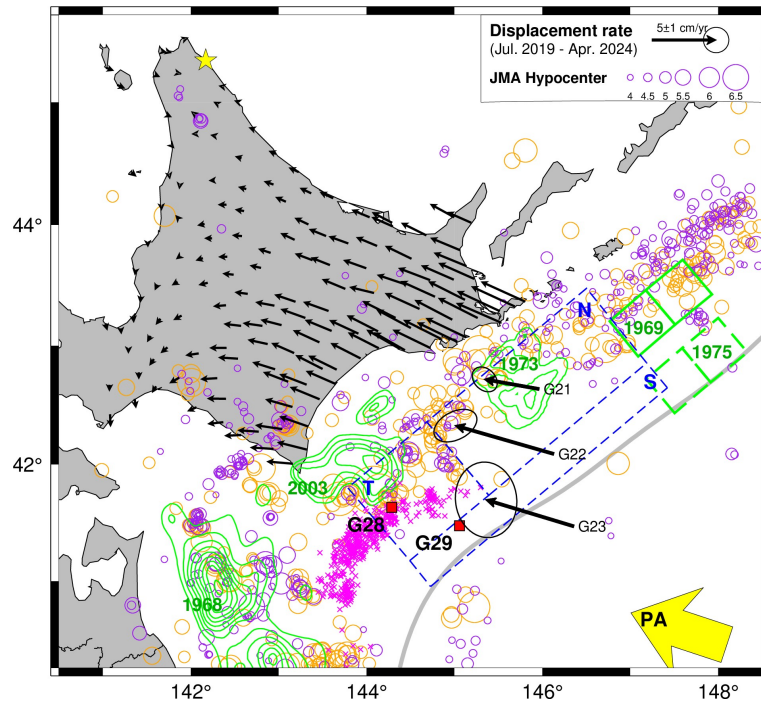 Displacement rate
(Jul. 2019 - Apr. 2024)
5±1 cm/yr
JMA Hypocenter
4 4.5 5 5.5 6 6.5
44°
42°
N
1969
1975
S
1973
G21
G22
G23
2003
T
G28
G29
1968
PA
142° 144° 146° 148°